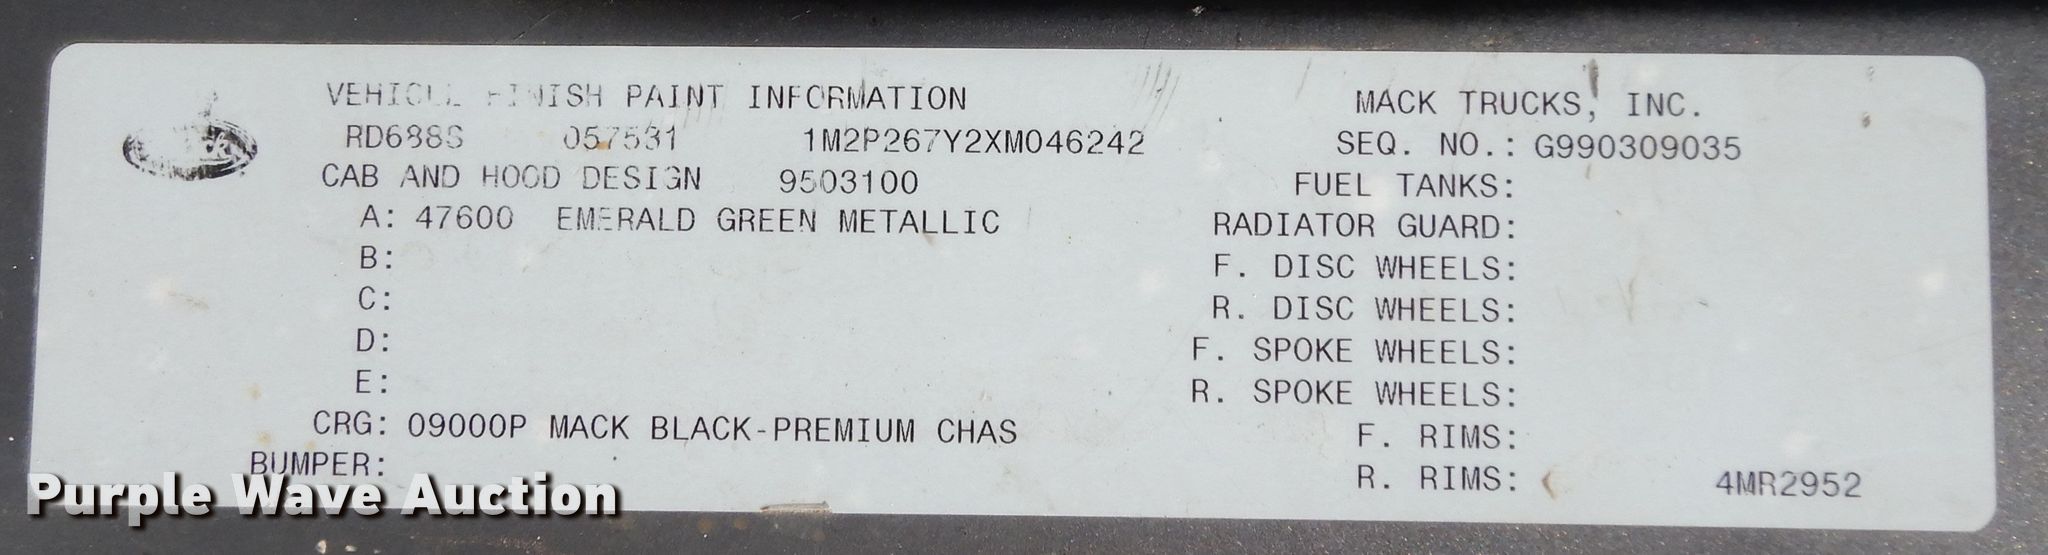 VEHICLE FINISH PAINT INFORMATION
RD688S 057531 1M2P267Y2XM046242
CAB AND HOOD DESIGN 9503100
A: 47600 EMERALD GREEN METALLIC
B:
C:
D:
E:
CRG: 09000P MACK BLACK-PREMIUM CHAS
BUMPER:
MACK TRUCKS, INC.
SEQ. NO.: G990309035
FUEL TANKS:
RADIATOR GUARD:
F. DISC WHEELS:
R. DISC WHEELS:
F. SPOKE WHEELS:
R. SPOKE WHEELS:
F. RIMS:
R. RIMS:
4MR2952
Purple Wave Auction